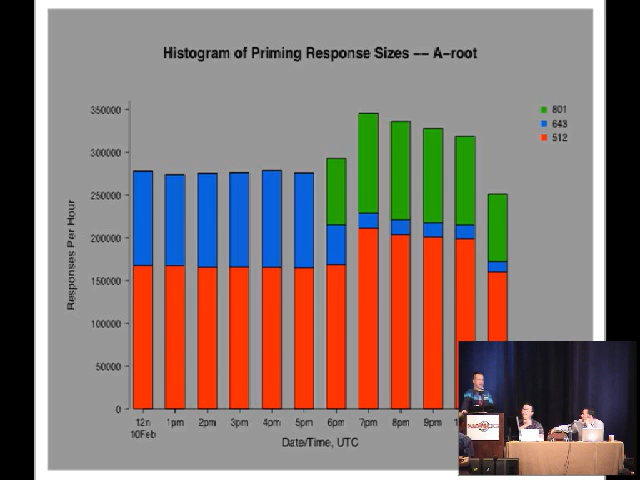 Histogram of Priming Response Sizes –– A–root
801
643
512
350000
300000
250000
200000
150000
100000
50000
0
Responses Per Hour
12n 1pm 2pm 3pm 4pm 5pm 6pm 7pm 8pm 9pm
10Feb
Date/Time, UTC